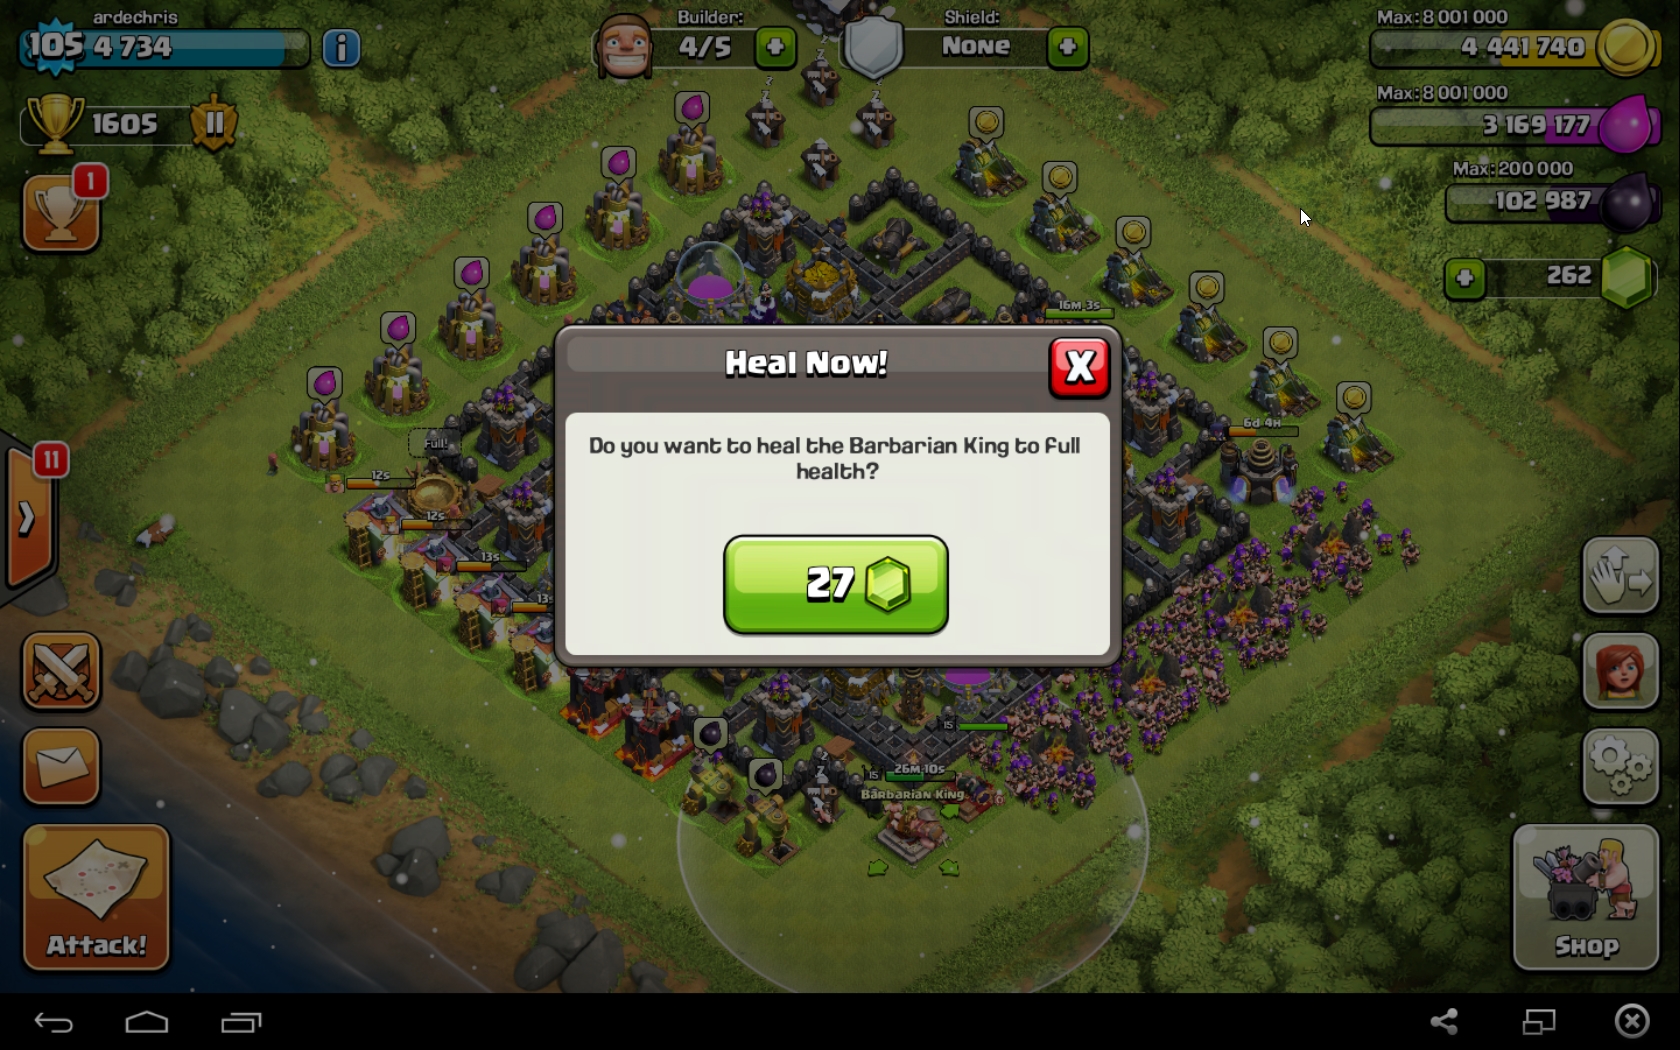 ardechris
105 4 734
i
Builder:
4/5
Shield:
None
Max: 8 001 000
4 441 740
Max: 8 001 000
3 169 177
Max: 200 000
102 987
262
1605
1
11
Full!
12s
12s
13s
13s
16m 3s
6d 4h
Heal Now!
X
Do you want to heal the Barbarian King to full
health?
27
15
15
26m 10s
Barbarian King
Attack!
Shop